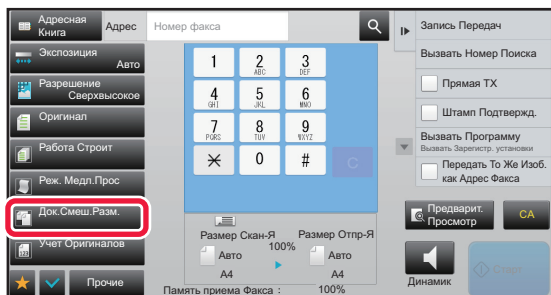 Адресная
Книга
Адрес
Номер факса
Запись Передач
Экспозиция
Авто
Вызвать Номер Поиска
Разрешение
Сверхвысокое
Прямая TX
Оригинал
Штамп Подтвержд.
Работа Строит
Вызвать Программу
Вызвать Зарегистр. установки
Реж. Медл.Прос
Передать То Же Изоб.
как Адрес Факса
Док.Смеш.Разм.
Учет Оригиналов
Прочие
1
2
ABC
3
DEF
4
GHI
5
JKL
6
MNO
7
PQRS
8
TUV
9
WXYZ
0
#
C
Размер Скан-Я
Размер Отпр-Я
100%
Авто
Авто
A4
A4
Память приема Факса :
100%
Предварит.
Просмотр
CA
Динамик
Старт